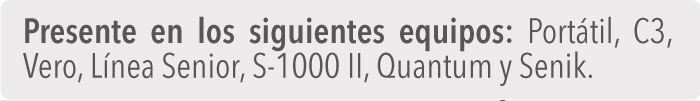 Presente en los siguientes equipos: Portátil, C3,
Vero, Línea Senior, S-1000 II, Quantum y Senik.